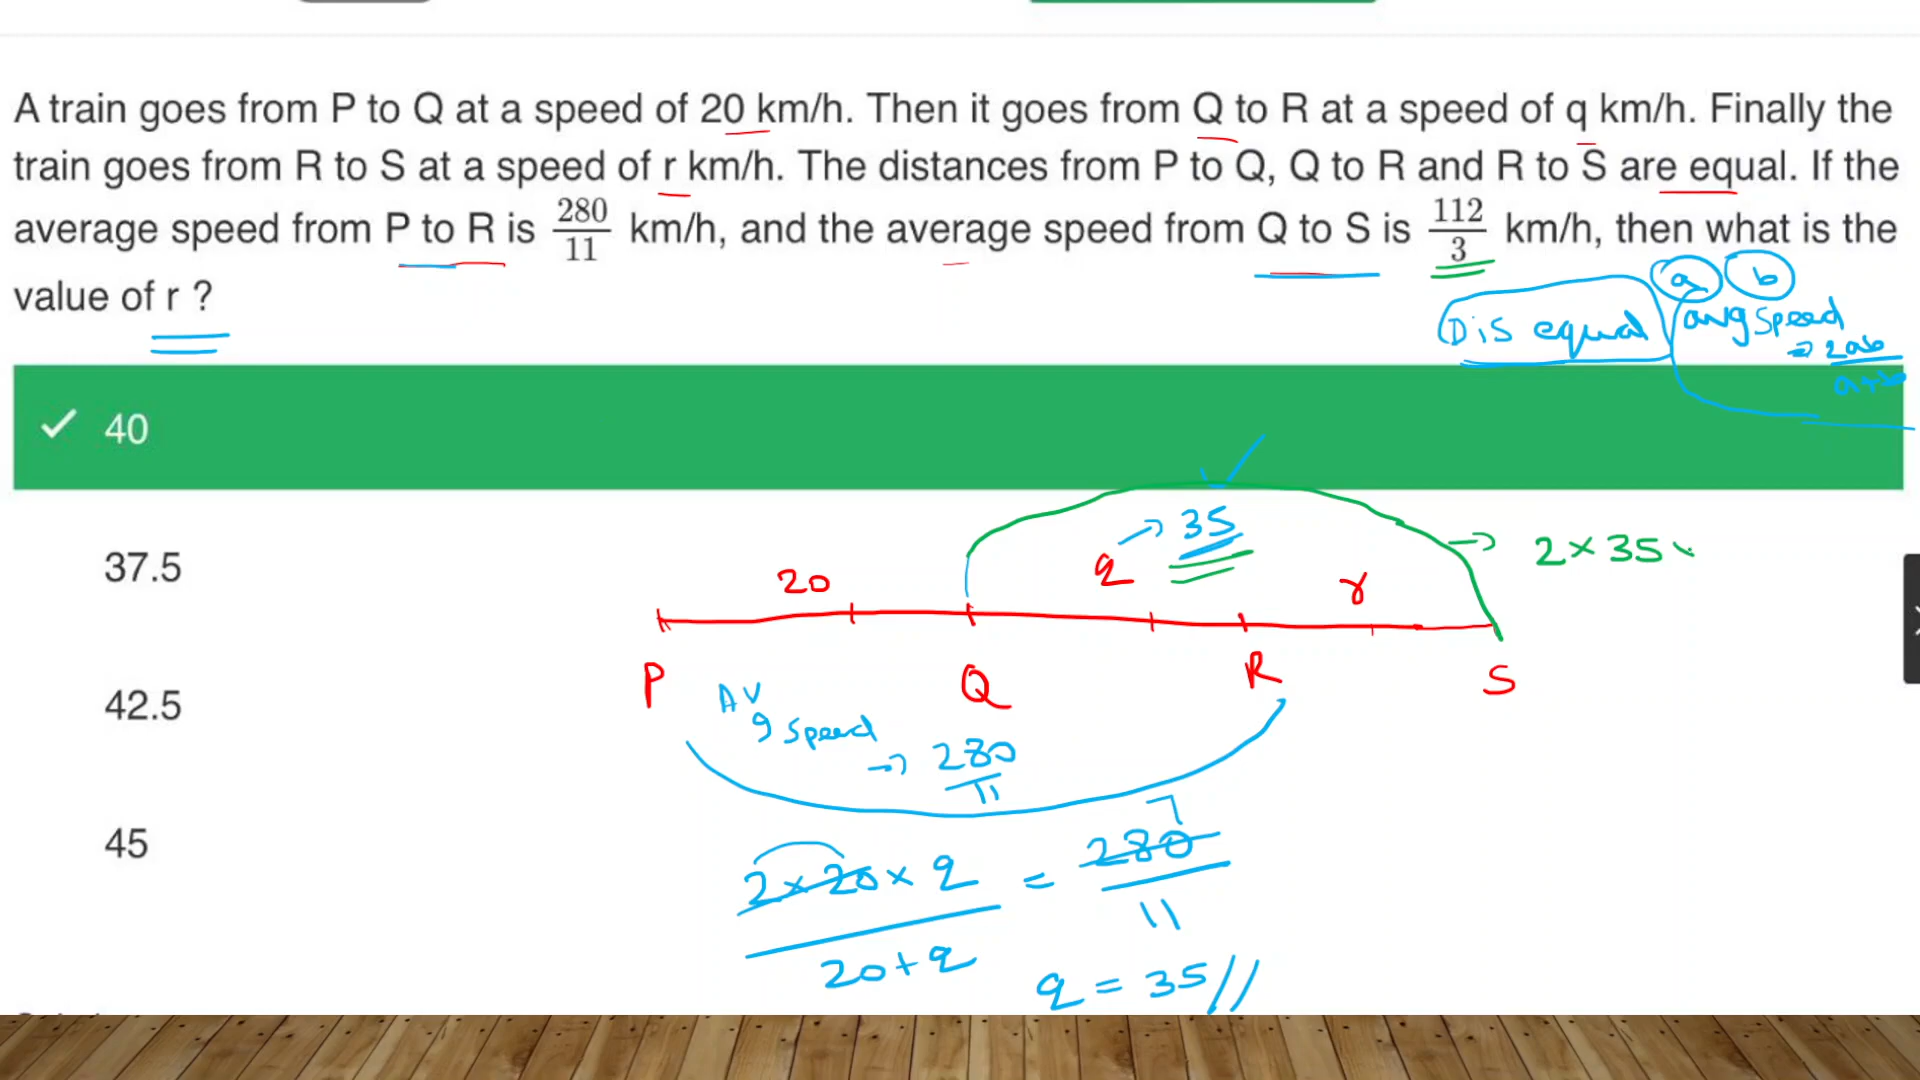 A train goes from P to Q at a speed of 20 km/h. Then it goes from Q to R at a speed of q km/h. Finally the
train goes from R to S at a speed of r km/h. The distances from P to Q, Q to R and R to S are equal. If the
average speed from P to R is 280/11 km/h, and the average speed from Q to S is 112/3 km/h, then what is the
value of r ?
a b
Dis equal avg speed
→ 2ab/a+b
40
→ 35
→ 2×35×
37.5
20 q r
P Q R S
42.5
Avg speed
→ 280/11
7
45
2×20×q/20+q = 280/11
q = 35//